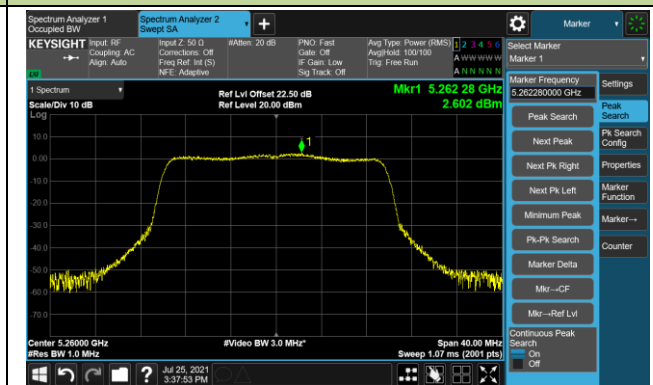 Spectrum Analyzer 1
Occupied BW
Spectrum Analyzer 2
Swept SA
Marker
KEYSIGHT
Input: RF
Coupling: AC
Align: Auto
Input Z: 50 Ω
Corrections: Off
Freq Ref: Int (S)
NFE: Adaptive
#Atten: 20 dB
PNO: Fast
Gate: Off
IF Gain: Low
Sig Track: Off
Avg Type: Power (RMS)
Avg|Hold: 100/100
Trig: Free Run
1 2 3 4 5 6
A W W W W W
A N N N N N
LXI
Select Marker
Marker 1
1 Spectrum
Scale/Div 10 dB
Log
Ref Lvl Offset 22.50 dB
Ref Level 20.00 dBm
Mkr1 5.262 28 GHz
2.602 dBm
10.0
0.00
-10.0
-20.0
-30.0
-40.0
-50.0
-60.0
-70.0
1
Center 5.26000 GHz
#Res BW 1.0 MHz
#Video BW 3.0 MHz*
Span 40.00 MHz
Sweep 1.07 ms (2001 pts)
Marker Frequency
5.262280000 GHz
Peak Search
Next Peak
Next Pk Right
Next Pk Left
Minimum Peak
Pk-Pk Search
Marker Delta
Mkr→CF
Mkr→Ref Lvl
Continuous Peak
Search
On
Off
Settings
Peak
Search
Pk Search
Config
Properties
Marker
Function
Marker→
Counter
?
Jul 25, 2021
3:37:53 PM